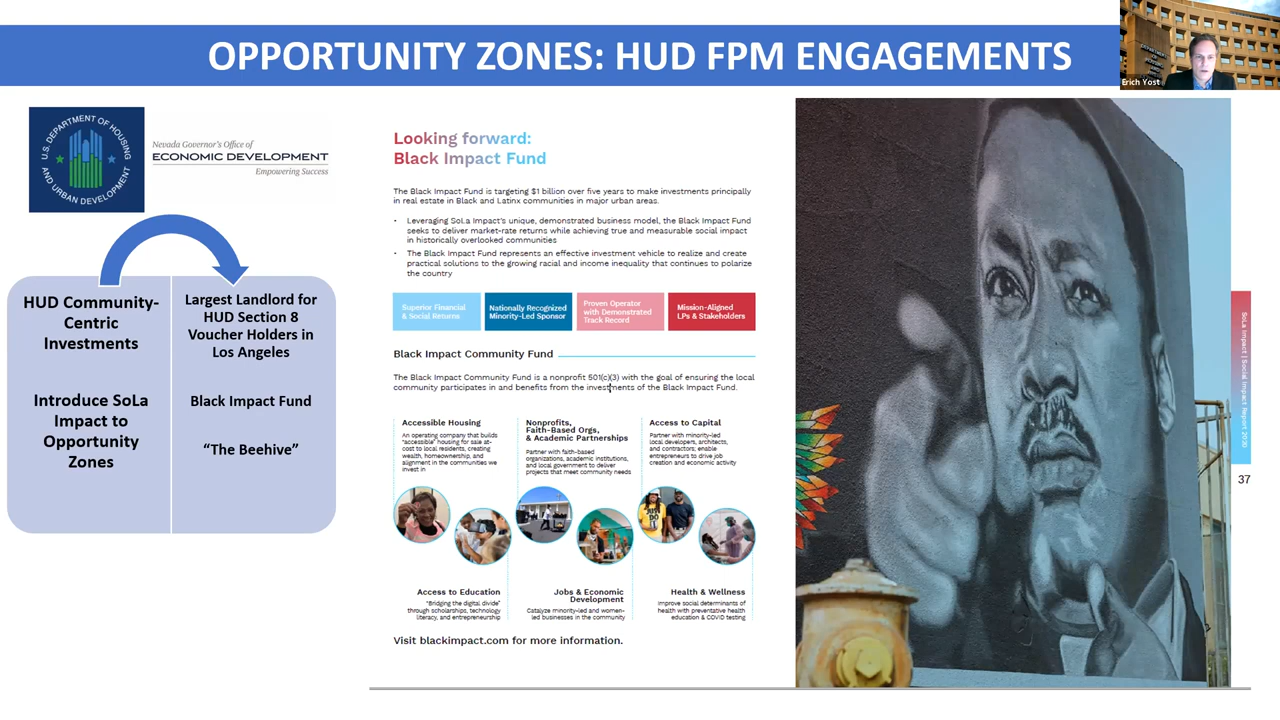 OPPORTUNITY ZONES: HUD FPM ENGAGEMENTS
Erich Yost
U.S. DEPARTMENT OF HOUSING
AND URBAN DEVELOPMENT
Nevada Governor's Office of
ECONOMIC DEVELOPMENT
Empowering Success
HUD Community-
Centric
Investments
Introduce SoLa
Impact to
Opportunity
Zones
Largest Landlord for
HUD Section 8
Voucher Holders in
Los Angeles
Black Impact Fund
“The Beehive”
Looking forward:
Black Impact Fund
The Black Impact Fund is targeting $1 billion over five years to make investments principally
in real estate in Black and Latinx communities in major urban areas.
• Leveraging SoLa Impact's unique, demonstrated business model, the Black Impact Fund
seeks to deliver market-rate returns while achieving true and measurable social impact
in historically overlooked communities
• The Black Impact Fund represents an effective investment vehicle to realize and create
practical solutions to the growing racial and income inequality that continues to polarize
the country
Superior Financial
& Social Returns
Nationally Recognized
Minority-Led Sponsor
Proven Operator
with Demonstrated
Track Record
Mission-Aligned
LPs & Stakeholders
Black Impact Community Fund
The Black Impact Community Fund is a nonprofit 501(c)(3) with the goal of ensuring the local
community participates in and benefits from the investments of the Black Impact Fund.
Accessible Housing
An operating company that builds
"accessible" housing for sale at-
cost to local residents, creating
wealth, homeownership, and
alignment in the communities we
invest in
Nonprofits,
Faith-Based Orgs,
& Academic Partnerships
Partner with faith-based
organizations, academic institutions,
and local government to deliver
projects that meet community needs
Access to Capital
Partner with minority-led
local developers, architects,
and contractors; enable
entrepreneurs to drive job
creation and economic activity
Access to Education
"Bridging the digital divide"
through scholarships, technology
literacy, and entrepreneurship
Jobs & Economic
Development
Catalyze minority-led and women-
led businesses in the community
Health & Wellness
Improve social determinants of
health with preventative health
education & COVID testing
Visit blackimpact.com for more information.
SoLa Impact | Social Impact Report 2020
37